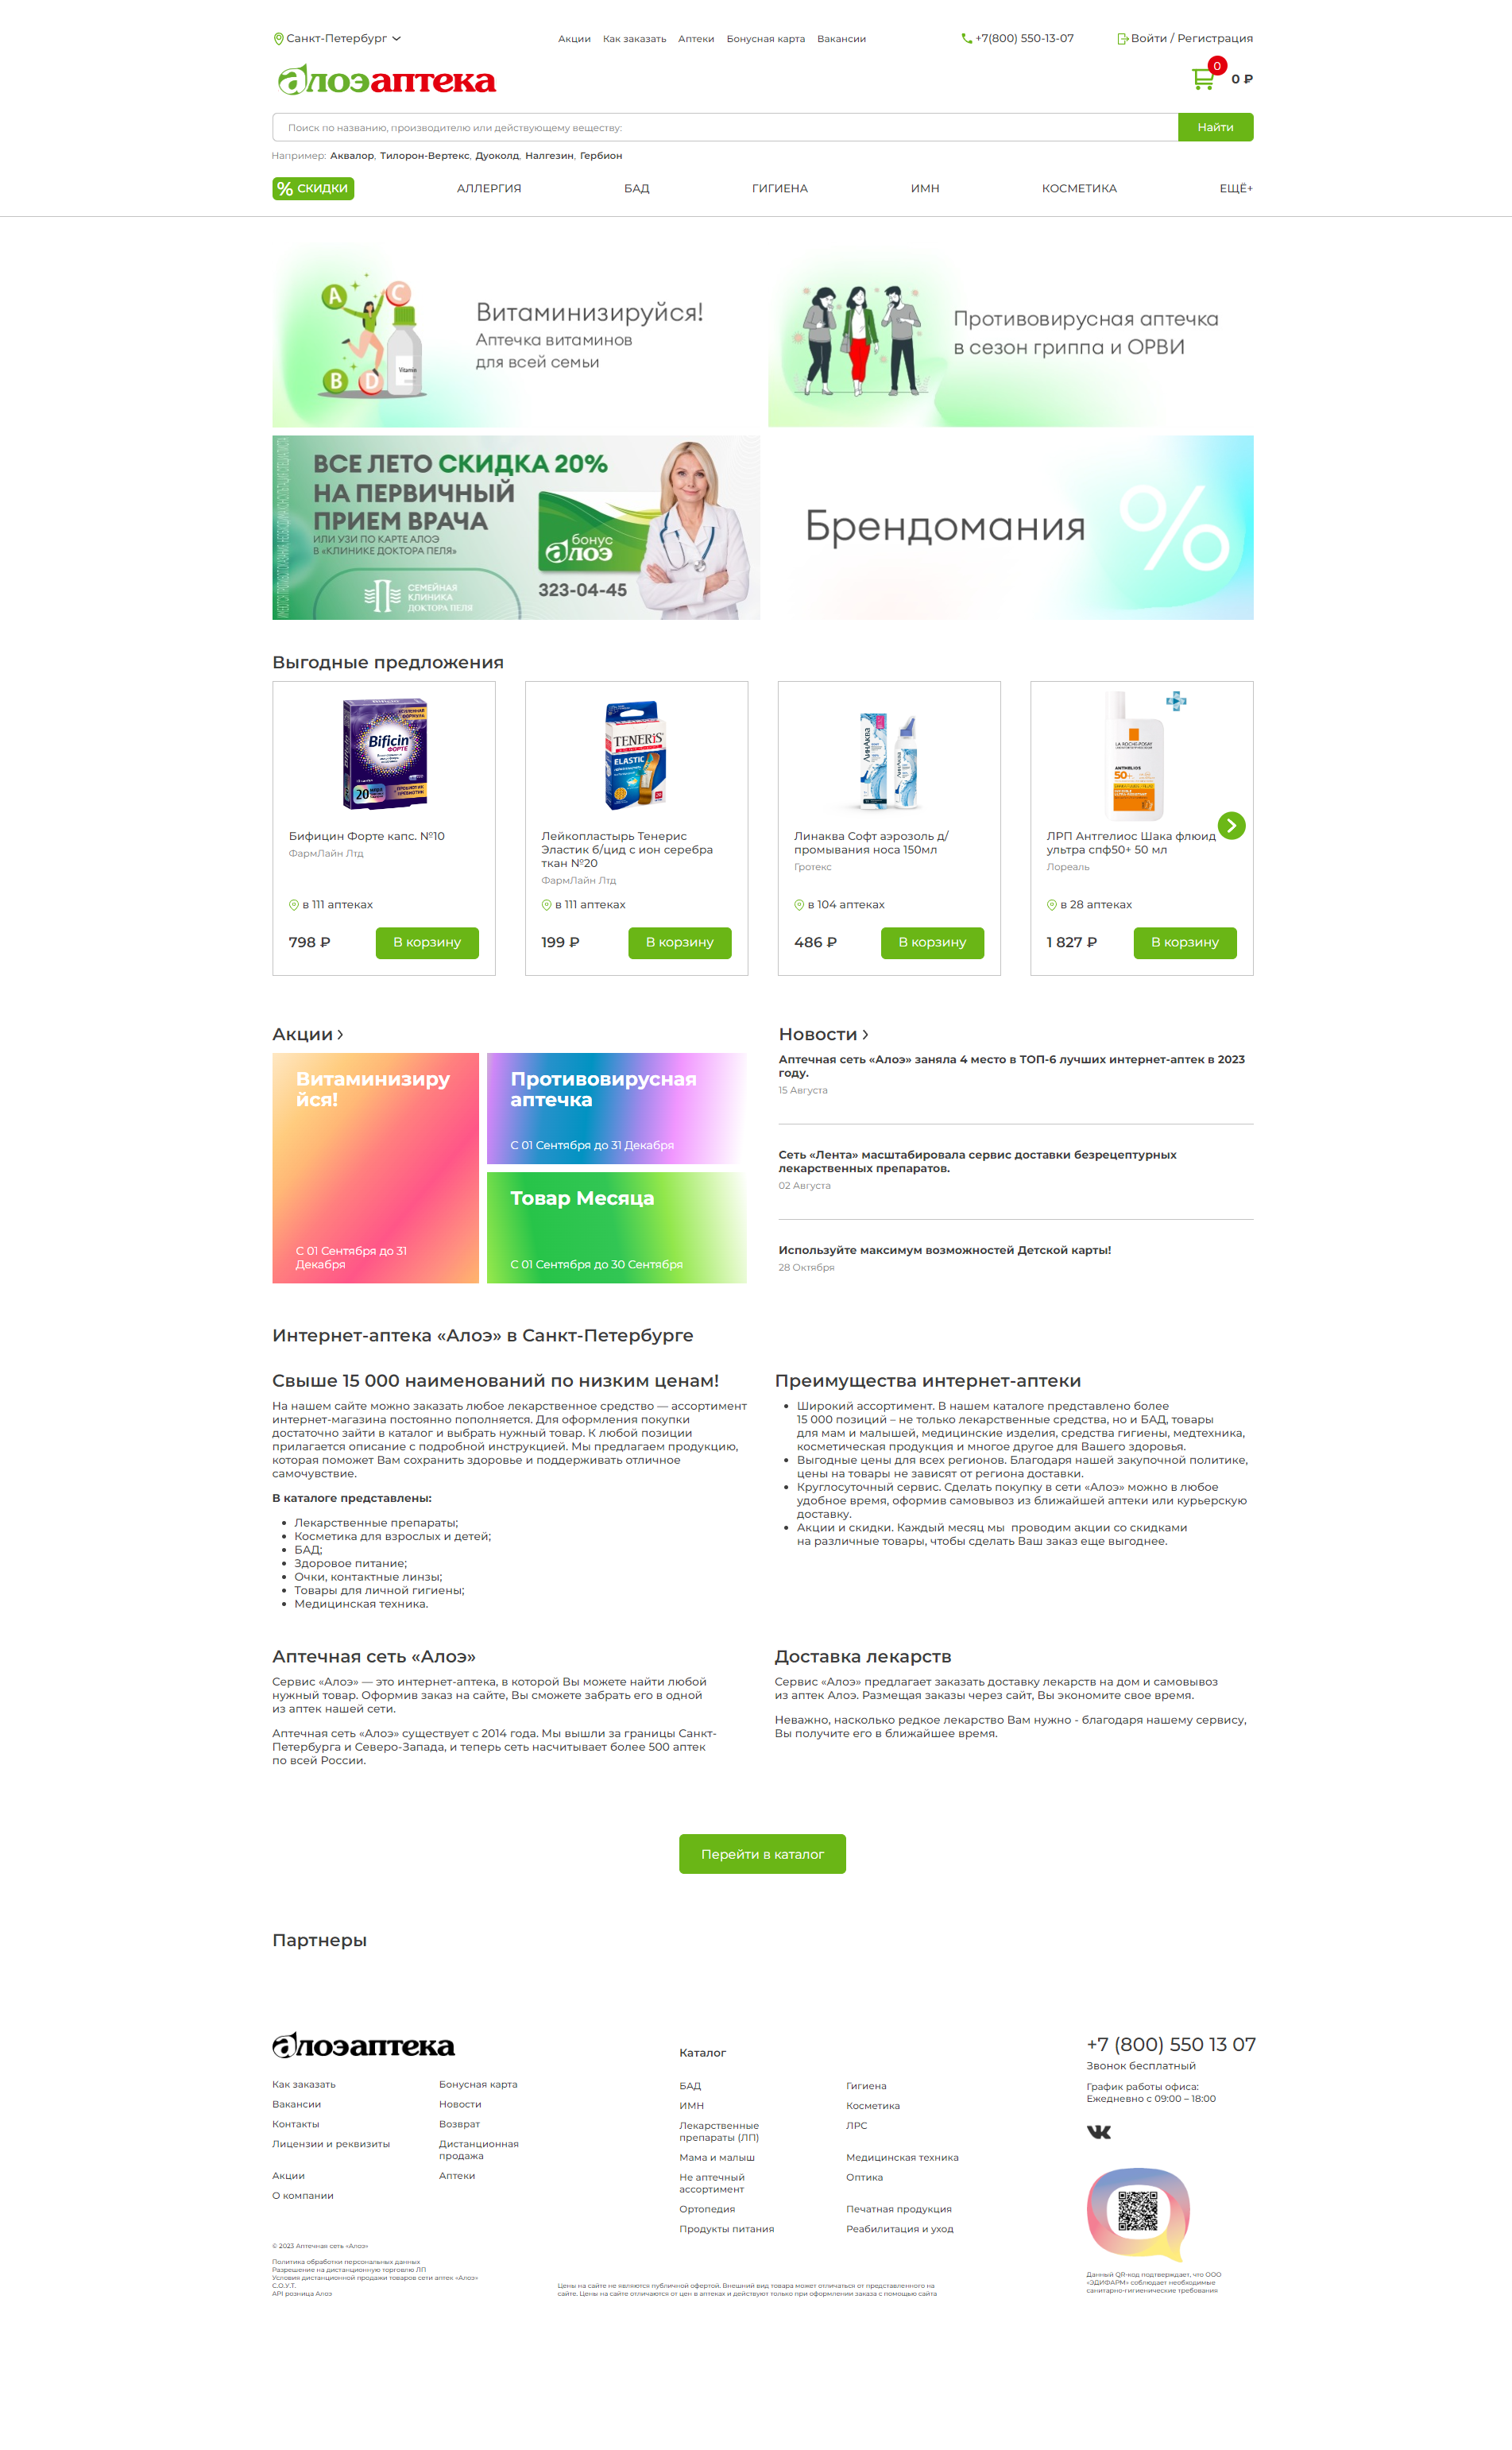 Санкт-Петербург
Акции Как заказать Аптеки Бонусная карта Вакансии
+7(800) 550-13-07
Войти / Регистрация
алоэаптека
0
0 ₽
Поиск по названию, производителю или действующему веществу:
Найти
Например: Аквалор, Тилорон-Вертекс, Дуоколд, Налгезин, Гербион
% СКИДКИ
АЛЛЕРГИЯ
БАД
ГИГИЕНА
ИМН
КОСМЕТИКА
ЕЩЁ+
A
C
B
D
Vitamin
Витаминизируйся!
Аптечка витаминов
для всей семьи
Противовирусная аптечка
в сезон гриппа и ОРВИ
ВСЕ ЛЕТО СКИДКА 20%
НА ПЕРВИЧНЫЙ
ПРИЕМ ВРАЧА
ИЛИ УЗИ ПО КАРТЕ АЛОЭ
В «КЛИНИКЕ ДОКТОРА ПЕЛЯ»
СЕМЕЙНАЯ
КЛИНИКА
ДОКТОРА ПЕЛЯ
бонус
алоэ
323-04-45
Брендомания
%
Выгодные предложения
Bificin
ФОРТЕ
20
Бифицин Форте капс. №10
ФармЛайн Лтд
в 111 аптеках
798 ₽
В корзину
TENERIS
ELASTIC
Лейкопластырь Тенерис
Эластик б/цид с ион серебра
ткан №20
ФармЛайн Лтд
в 111 аптеках
199 ₽
В корзину
ЛинАква
ЛинАква
Линаква Софт аэрозоль д/
промывания носа 150мл
Гротекс
в 104 аптеках
486 ₽
В корзину
LA ROCHE-POSAY
ANTHELIOS
50+
ЛРП Антгелиос Шака флюид
ультра спф50+ 50 мл
Лореаль
в 28 аптеках
1 827 ₽
В корзину
Акции
Витаминизиру
йся!
С 01 Сентября до 31
Декабря
Противовирусная
аптечка
С 01 Сентября до 31 Декабря
Товар Месяца
С 01 Сентября до 30 Сентября
Новости
Аптечная сеть «Алоэ» заняла 4 место в ТОП-6 лучших интернет-аптек в 2023
году.
15 Августа
Сеть «Лента» масштабировала сервис доставки безрецептурных
лекарственных препаратов.
02 Августа
Используйте максимум возможностей Детской карты!
28 Октября
Интернет-аптека «Алоэ» в Санкт-Петербурге
Свыше 15 000 наименований по низким ценам!
На нашем сайте можно заказать любое лекарственное средство — ассортимент
интернет-магазина постоянно пополняется. Для оформления покупки
достаточно зайти в каталог и выбрать нужный товар. К любой позиции
прилагается описание с подробной инструкцией. Мы предлагаем продукцию,
которая поможет Вам сохранить здоровье и поддерживать отличное
самочувствие.
В каталоге представлены:
• Лекарственные препараты;
• Косметика для взрослых и детей;
• БАД;
• Здоровое питание;
• Очки, контактные линзы;
• Товары для личной гигиены;
• Медицинская техника.
Преимущества интернет-аптеки
• Широкий ассортимент. В нашем каталоге представлено более
15 000 позиций – не только лекарственные средства, но и БАД, товары
для мам и малышей, медицинские изделия, средства гигиены, медтехника,
косметическая продукция и многое другое для Вашего здоровья.
• Выгодные цены для всех регионов. Благодаря нашей закупочной политике,
цены на товары не зависят от региона доставки.
• Круглосуточный сервис. Сделать покупку в сети «Алоэ» можно в любое
удобное время, оформив самовывоз из ближайшей аптеки или курьерскую
доставку.
• Акции и скидки. Каждый месяц мы проводим акции со скидками
на различные товары, чтобы сделать Ваш заказ еще выгоднее.
Аптечная сеть «Алоэ»
Сервис «Алоэ» — это интернет-аптека, в которой Вы можете найти любой
нужный товар. Оформив заказ на сайте, Вы сможете забрать его в одной
из аптек нашей сети.
Аптечная сеть «Алоэ» существует с 2014 года. Мы вышли за границы Санкт-
Петербурга и Северо-Запада, и теперь сеть насчитывает более 500 аптек
по всей России.
Доставка лекарств
Сервис «Алоэ» предлагает заказать доставку лекарств на дом и самовывоз
из аптек Алоэ. Размещая заказы через сайт, Вы экономите свое время.
Неважно, насколько редкое лекарство Вам нужно - благодаря нашему сервису,
Вы получите его в ближайшее время.
Перейти в каталог
Партнеры
алоэаптека
Как заказать
Бонусная карта
Вакансии
Новости
Контакты
Возврат
Лицензии и реквизиты
Дистанционная
продажа
Акции
Аптеки
О компании
© 2023 Аптечная сеть «Алоэ»
Политика обработки персональных данных
Разрешение на дистанционную торговлю ЛП
Условия дистанционной продажи товаров сети аптек «Алоэ»
С.О.У.Т.
API розница Алоэ
Каталог
БАД
Гигиена
ИМН
Косметика
Лекарственные
препараты (ЛП)
ЛРС
Мама и малыш
Медицинская техника
Не аптечный
ассортимент
Оптика
Ортопедия
Печатная продукция
Продукты питания
Реабилитация и уход
Цены на сайте не являются публичной офертой. Внешний вид товара может отличаться от представленного на
сайте. Цены на сайте отличаются от цен в аптеках и действуют только при оформлении заказа с помощью сайта
+7 (800) 550 13 07
Звонок бесплатный
График работы офиса:
Ежедневно с 09:00 – 18:00
Данный QR-код подтверждает, что ООО
«ЭДИФАРМ» соблюдает необходимые
санитарно-гигиенические требования